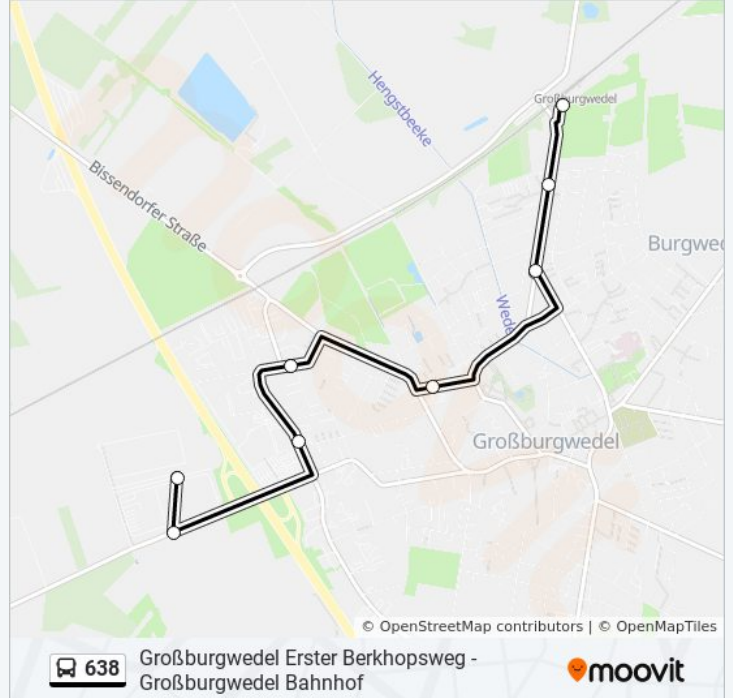 Großburgwedel
Hengstbeeke
Bissendorfer Straße
Burgwed
Wede
Großburgwedel
© OpenStreetMap contributors | © OpenMapTiles
638
Großburgwedel Erster Berkhopsweg -
Großburgwedel Bahnhof
moovit